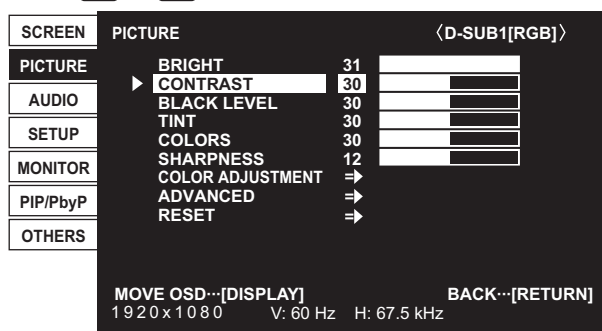 SCREEN
PICTURE
AUDIO
SETUP
MONITOR
PIP/PbyP
OTHERS
PICTURE 〈D-SUB1[RGB]〉
BRIGHT 31
CONTRAST 30
BLACK LEVEL 30
TINT 30
COLORS 30
SHARPNESS 12
COLOR ADJUSTMENT
ADVANCED
RESET
MOVE OSD···[DISPLAY] BACK···[RETURN]
1920x1080 V: 60 Hz H: 67.5 kHz